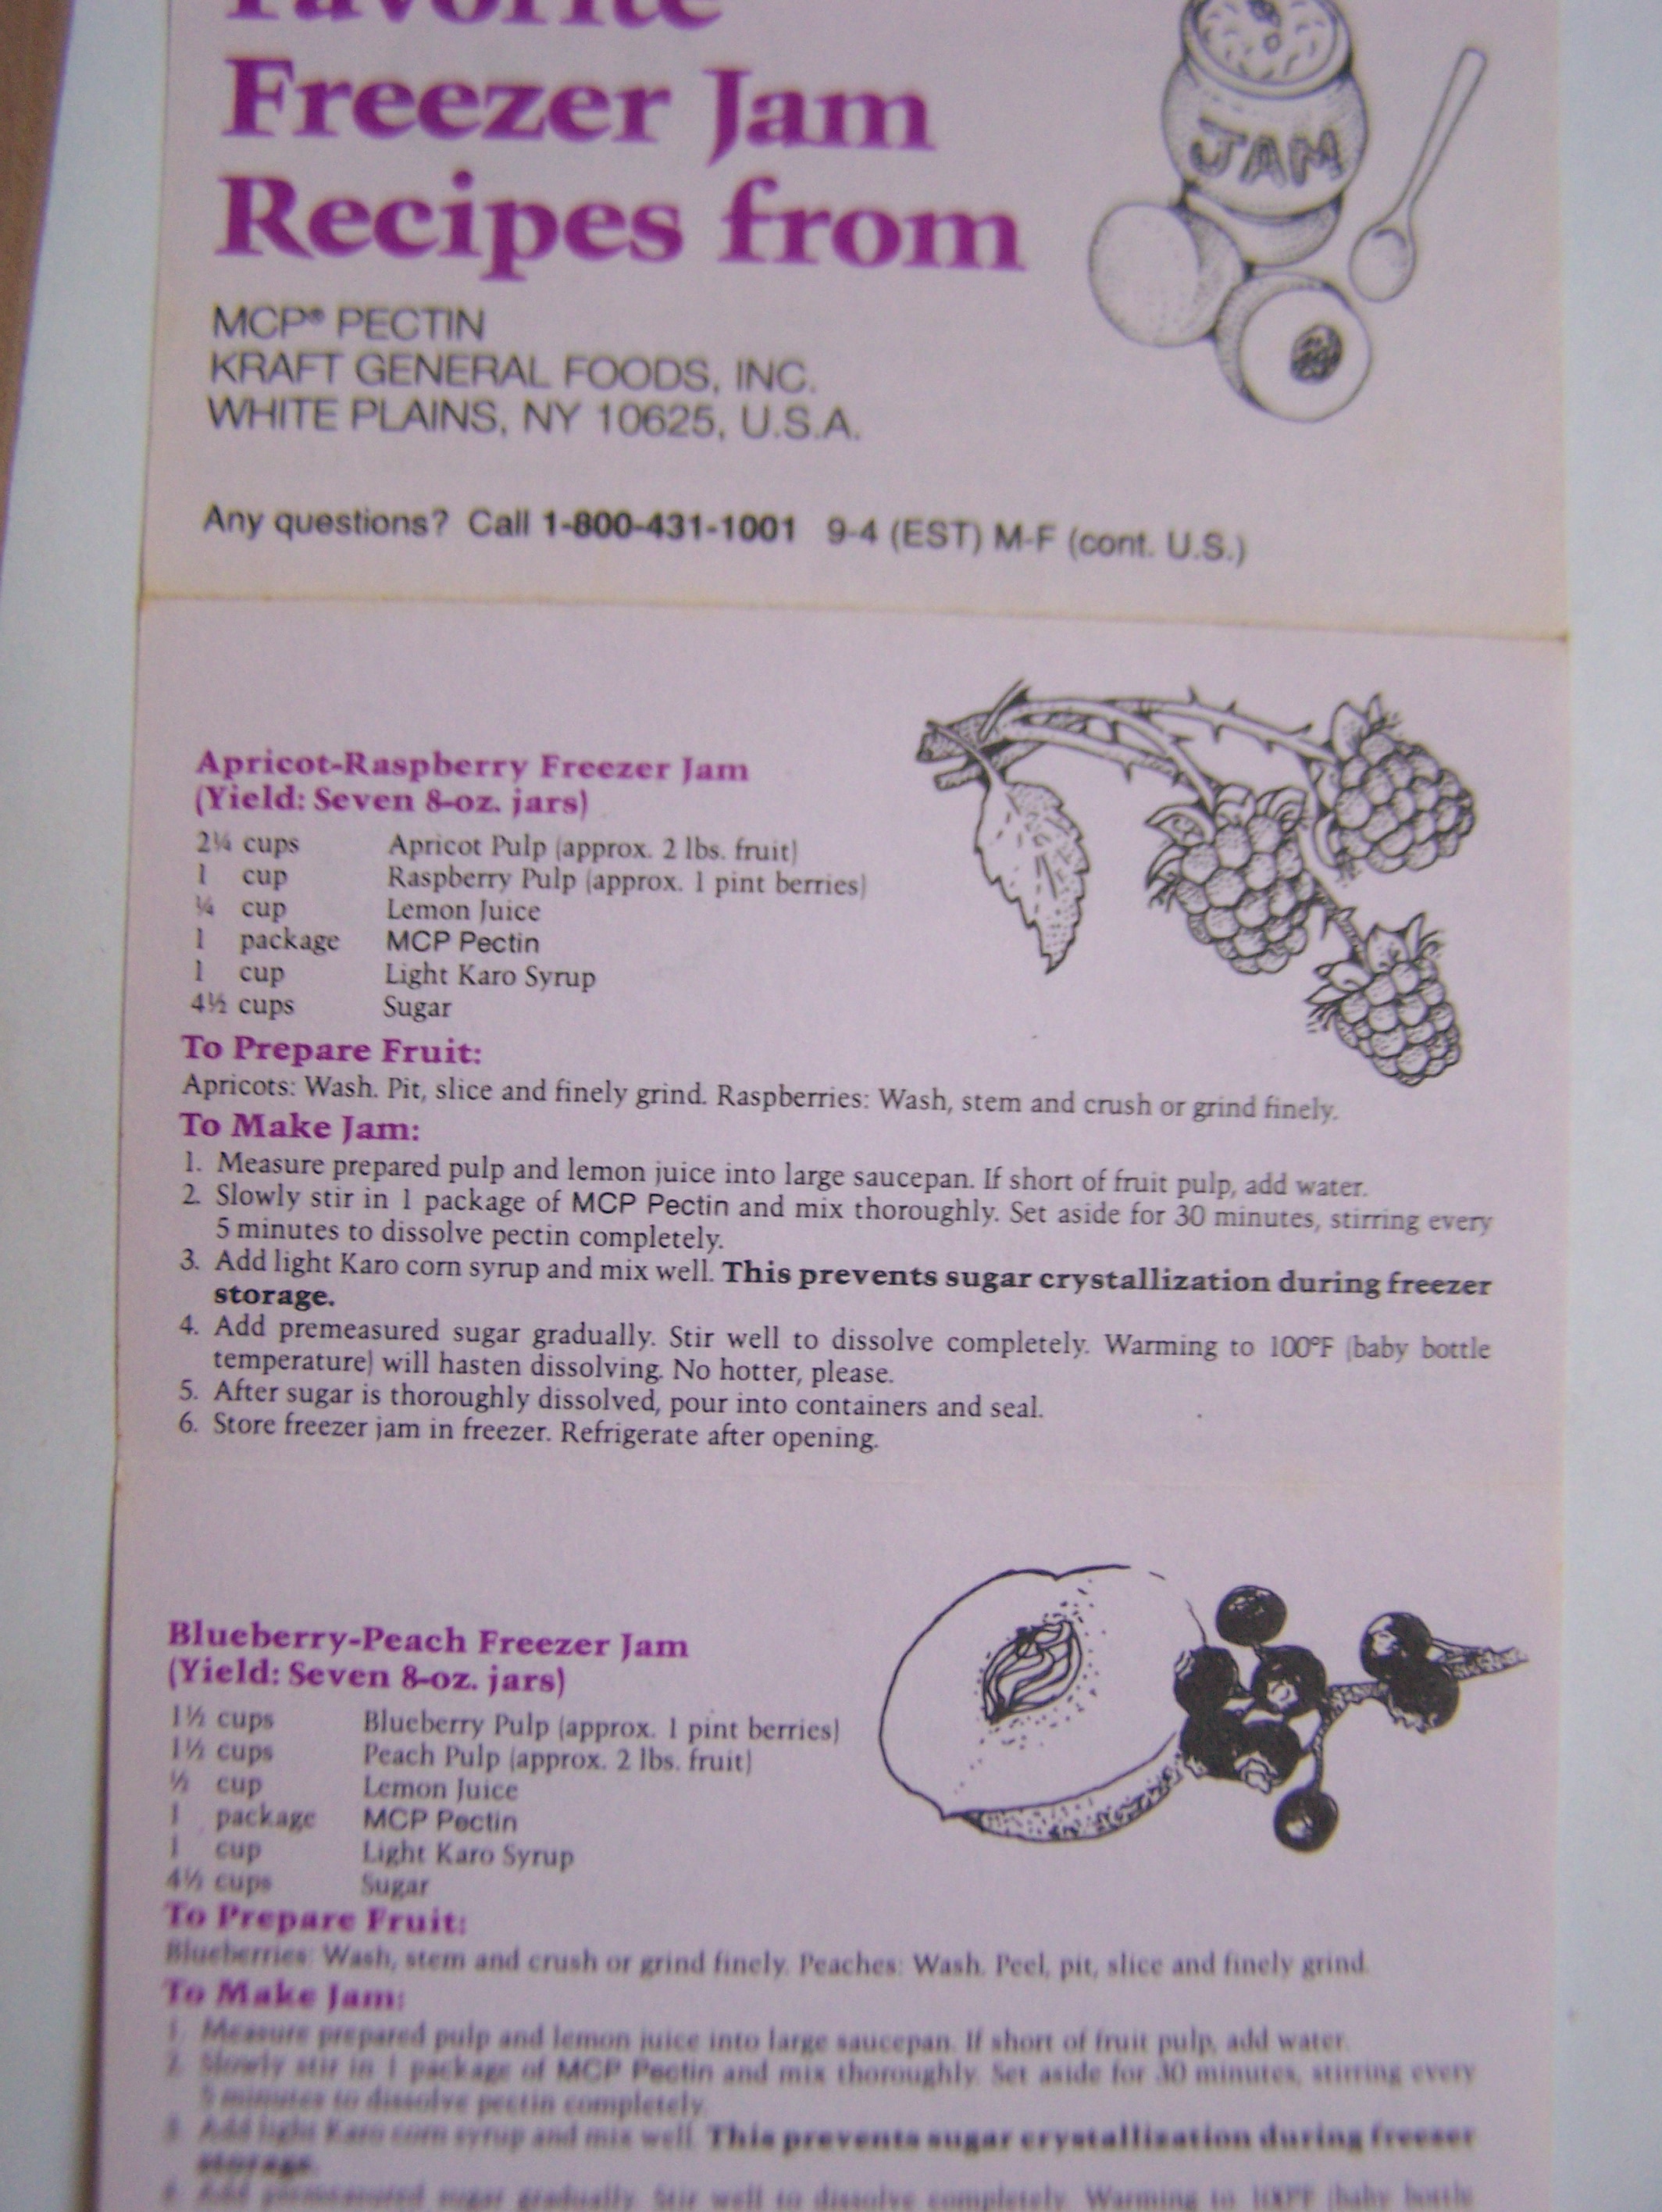 Favorite
Freezer Jam
Recipes from
JAM
MCP® PECTIN
KRAFT GENERAL FOODS, INC.
WHITE PLAINS, NY 10625, U.S.A.
Any questions? Call 1-800-431-1001 9-4 (EST) M-F (cont. U.S.)
Apricot-Raspberry Freezer Jam
(Yield: Seven 8-oz. jars)
2¼ cups Apricot Pulp (approx. 2 lbs. fruit)
1 cup Raspberry Pulp (approx. 1 pint berries)
¼ cup Lemon Juice
1 package MCP Pectin
1 cup Light Karo Syrup
4½ cups Sugar
To Prepare Fruit:
Apricots: Wash. Pit, slice and finely grind. Raspberries: Wash, stem and crush or grind finely.
To Make Jam:
1. Measure prepared pulp and lemon juice into large saucepan. If short of fruit pulp, add water.
2. Slowly stir in 1 package of MCP Pectin and mix thoroughly. Set aside for 30 minutes, stirring every
5 minutes to dissolve pectin completely.
3. Add light Karo corn syrup and mix well. This prevents sugar crystallization during freezer
storage.
4. Add premeasured sugar gradually. Stir well to dissolve completely. Warming to 100°F (baby bottle
temperature) will hasten dissolving. No hotter, please.
5. After sugar is thoroughly dissolved, pour into containers and seal.
6. Store freezer jam in freezer. Refrigerate after opening.
Blueberry-Peach Freezer Jam
(Yield: Seven 8-oz. jars)
1½ cups Blueberry Pulp (approx. 1 pint berries)
1½ cups Peach Pulp (approx. 2 lbs. fruit)
½ cup Lemon Juice
1 package MCP Pectin
1 cup Light Karo Syrup
4½ cups Sugar
To Prepare Fruit:
Blueberries: Wash, stem and crush or grind finely. Peaches: Wash. Peel, pit, slice and finely grind.
To Make Jam:
1. Measure prepared pulp and lemon juice into large saucepan. If short of fruit pulp, add water.
2. Slowly stir in 1 package of MCP Pectin and mix thoroughly. Set aside for 30 minutes, stirring every
5 minutes to dissolve pectin completely.
3. Add light Karo corn syrup and mix well. This prevents sugar crystallization during freezer
storage.
4. Add premeasured sugar gradually. Stir well to dissolve completely. Warming to 100°F (baby bottle